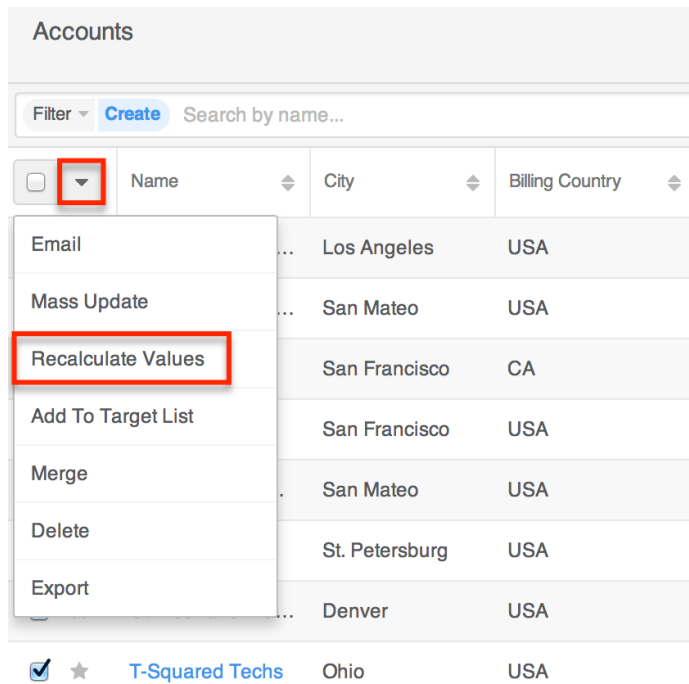 Accounts
Filter Create Search by name...
Name City Billing Country
Email
... Los Angeles USA
Mass Update
... San Mateo USA
Recalculate Values
San Francisco CA
Add To Target List
San Francisco USA
Merge
. San Mateo USA
Delete
St. Petersburg USA
Export
... Denver USA
T-Squared Techs Ohio USA